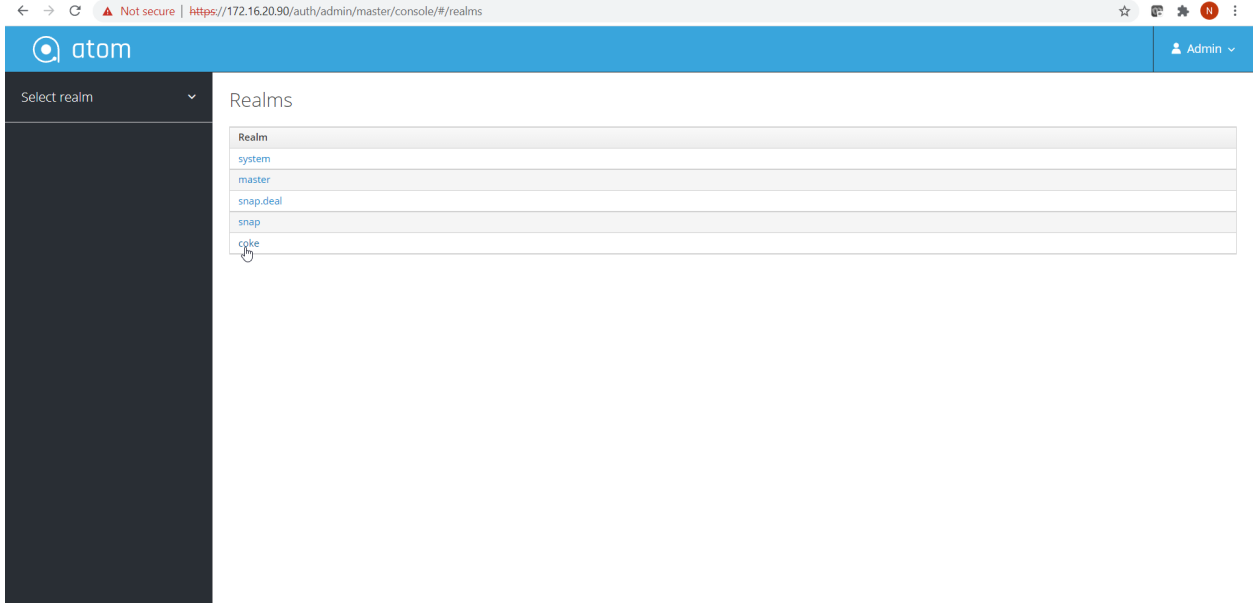 Not secure | https://172.16.20.90/auth/admin/master/console/#/realms
N
atom
Admin
Select realm
Realms
Realm
system
master
snap.deal
snap
coke